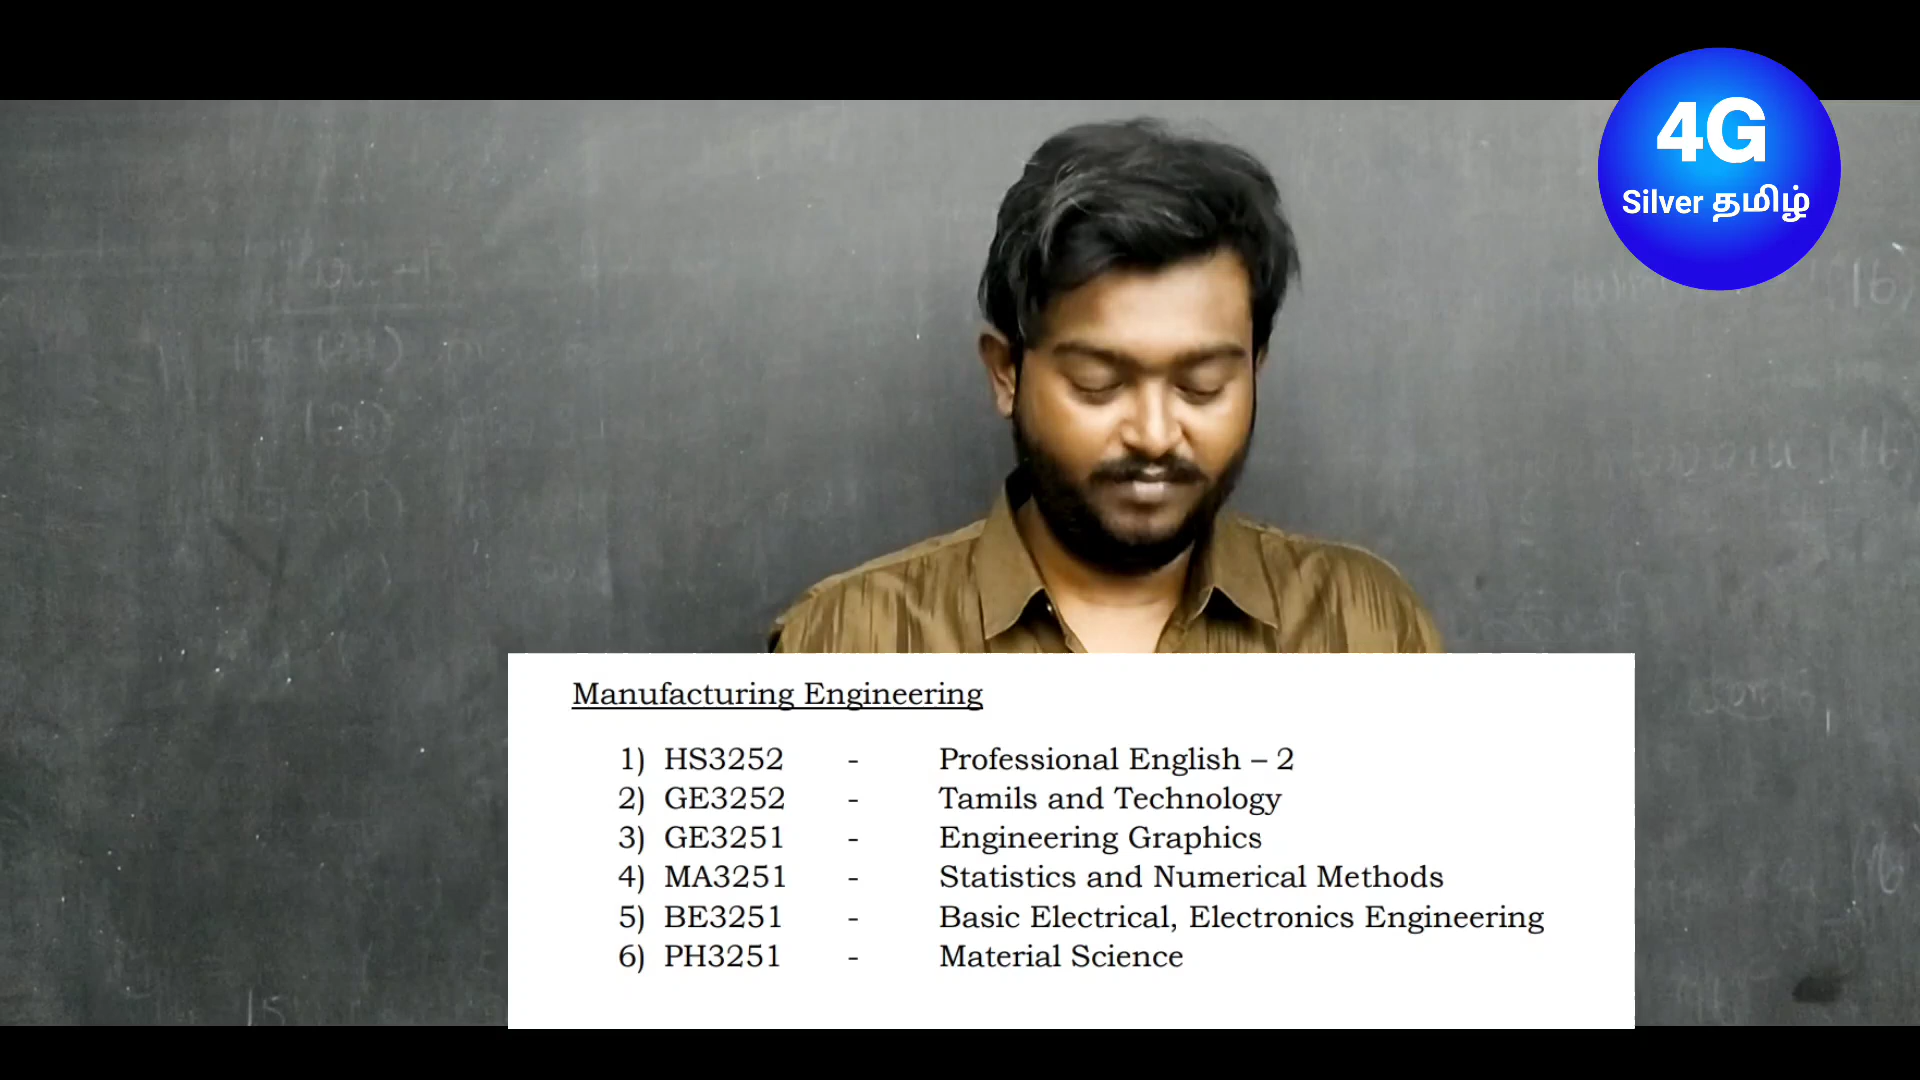 4G
Silver தமிழ்
Manufacturing Engineering
1) HS3252 - Professional English – 2
2) GE3252 - Tamils and Technology
3) GE3251 - Engineering Graphics
4) MA3251 - Statistics and Numerical Methods
5) BE3251 - Basic Electrical, Electronics Engineering
6) PH3251 - Material Science
15